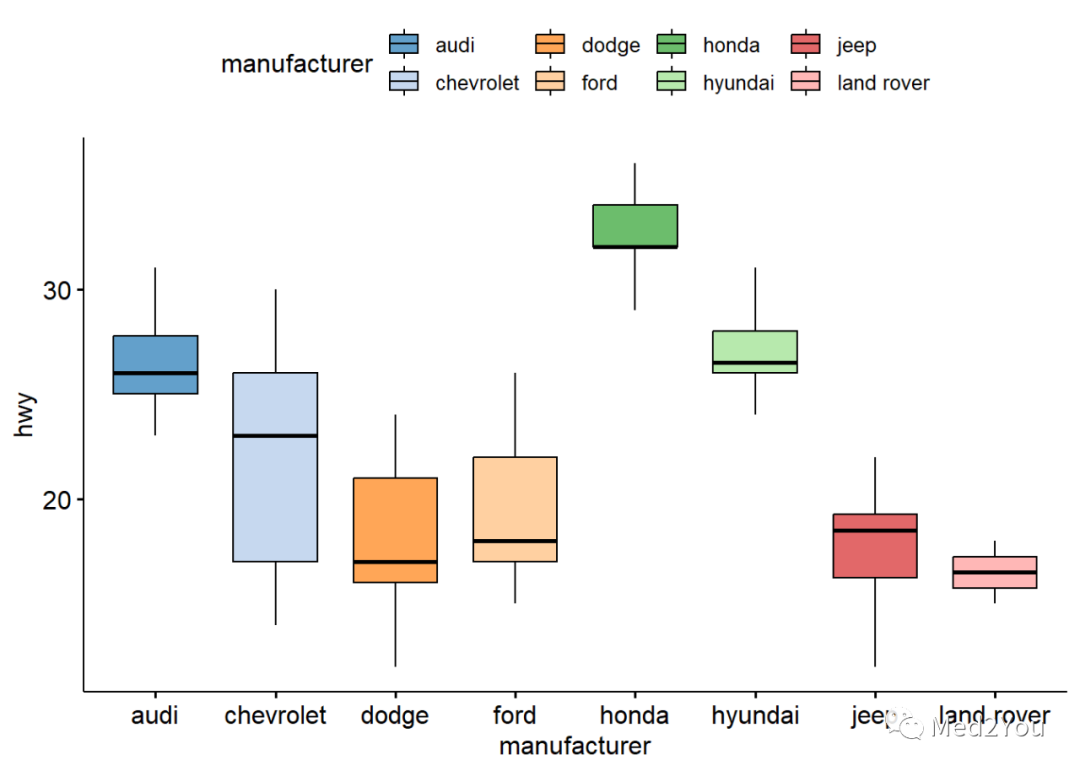 manufacturer
audi dodge honda jeep
chevrolet ford hyundai land rover
30
20
hwy
audi chevrolet dodge ford honda hyundai jeep land rover
manufacturer
Med2You